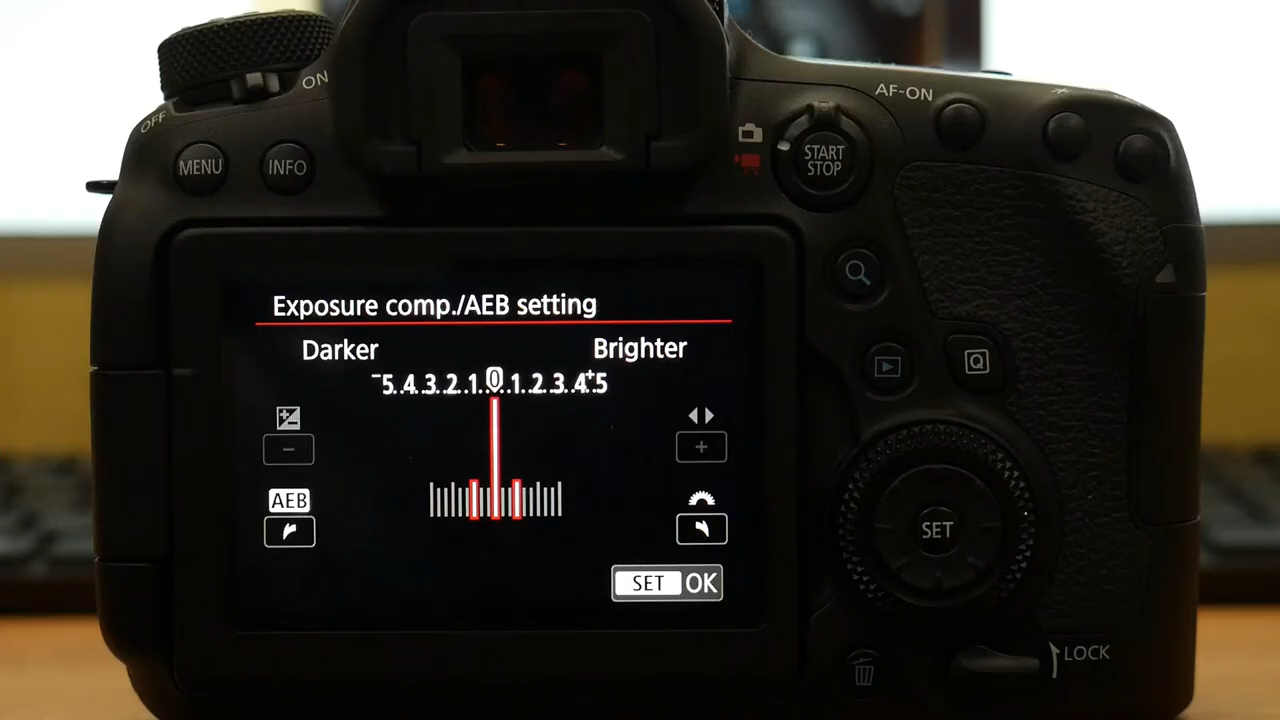 ON
OFF
AF-ON
MENU
INFO
START
STOP
Exposure comp./AEB setting
Darker
Brighter
-5..4..3..2..1..0..1..2..3..4..+5
Q
−
+
AEB
SET
SET OK
LOCK